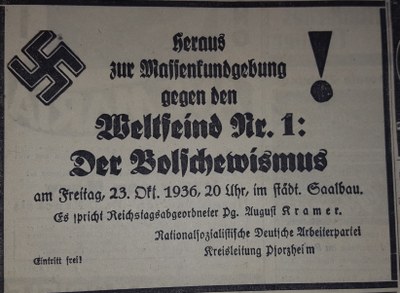 Heraus
zur Massenkundgebung
gegen den
Weltfeind Nr. 1:
Der Bolschewismus
am Freitag, 23. Okt. 1936, 20 Uhr, im städt. Saalbau.
Es spricht Reichstagsabgeordneter Pg. August Kramer.
Nationalsozialistische Deutsche Arbeiterpartei
Eintritt frei!
Kreisleitung Pforzheim
!